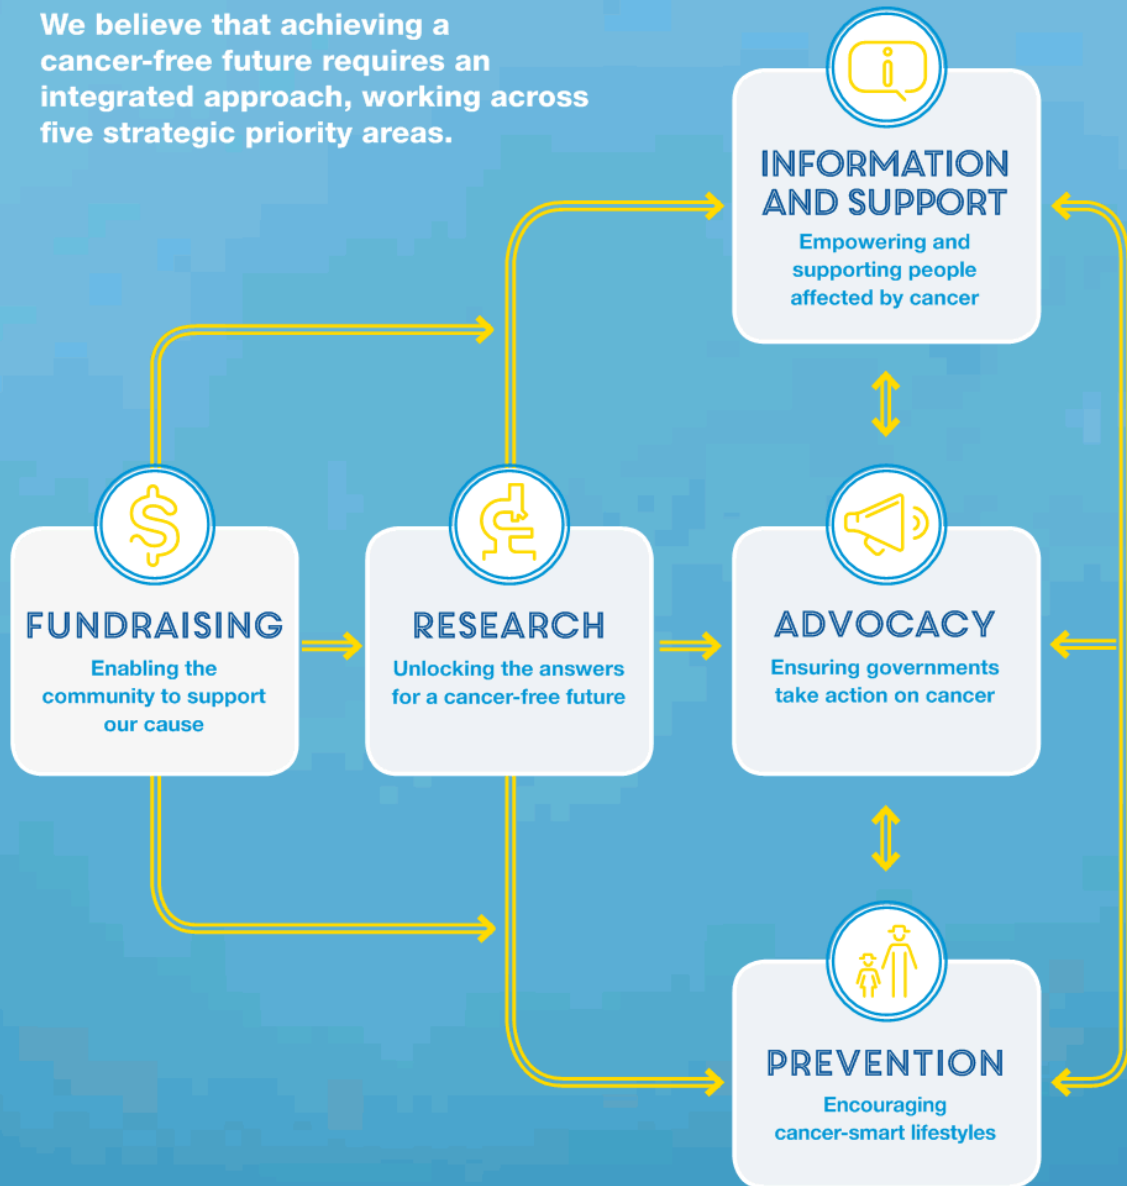 We believe that achieving a
cancer-free future requires an
integrated approach, working across
five strategic priority areas.
INFORMATION
AND SUPPORT
Empowering and
supporting people
affected by cancer
FUNDRAISING
Enabling the
community to support
our cause
RESEARCH
Unlocking the answers
for a cancer-free future
ADVOCACY
Ensuring governments
take action on cancer
PREVENTION
Encouraging
cancer-smart lifestyles